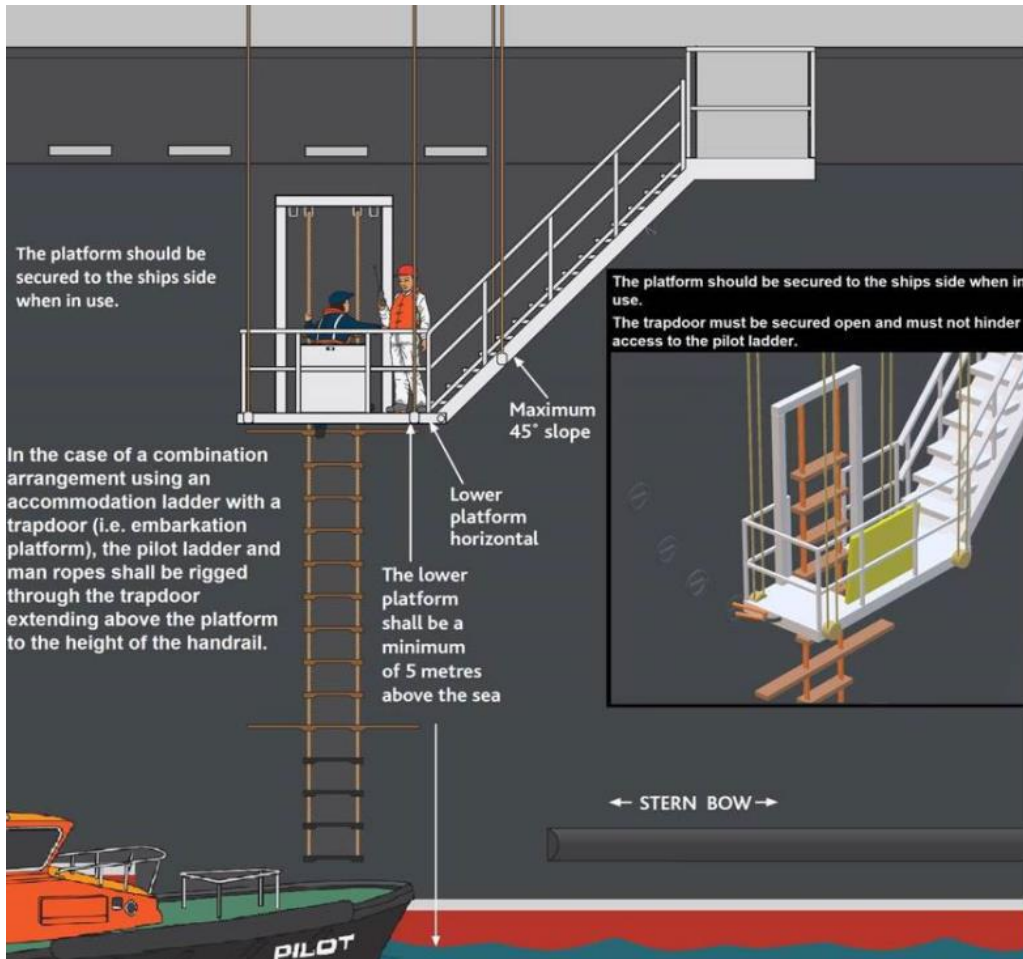 The platform should be
secured to the ships side
when in use.
The platform should be secured to the ships side when in
use.
The trapdoor must be secured open and must not hinder
access to the pilot ladder.
Maximum
45° slope
In the case of a combination
arrangement using an
accommodation ladder with a
trapdoor (i.e. embarkation
platform), the pilot ladder and
man ropes shall be rigged
through the trapdoor
extending above the platform
to the height of the handrail.
Lower
platform
horizontal
The lower
platform
shall be a
minimum
of 5 metres
above the sea
STERN BOW
PILOT